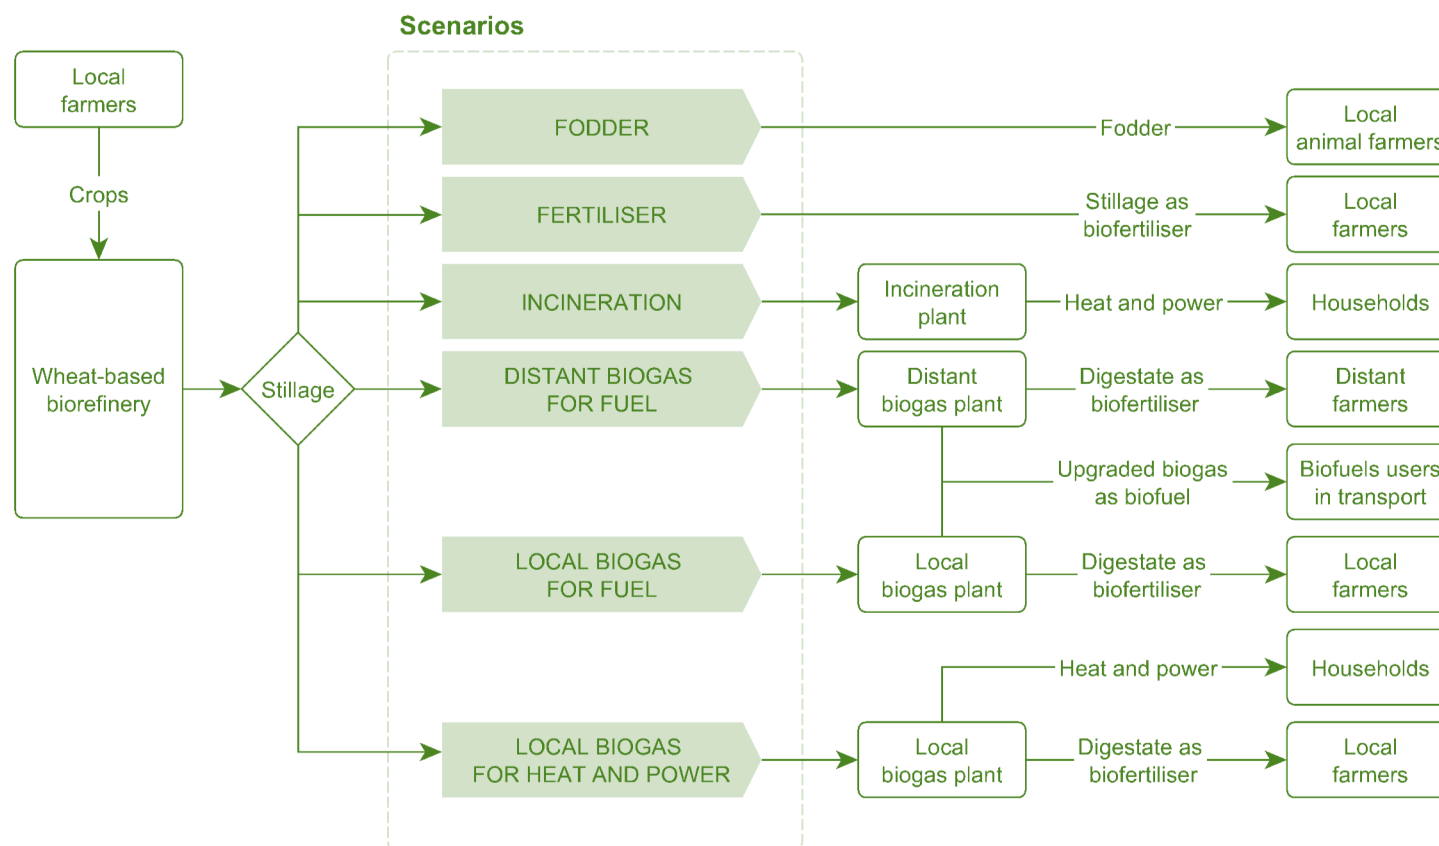 Scenarios
Local
farmers
Crops
Wheat-based
biorefinery
Stillage
FODDER
Fodder
Local
animal farmers
FERTILISER
Stillage as
biofertiliser
Local
farmers
INCINERATION
Incineration
plant
Heat and power
Households
DISTANT BIOGAS
FOR FUEL
Distant
biogas plant
Digestate as
biofertiliser
Distant
farmers
Upgraded biogas
as biofuel
Biofuels users
in transport
LOCAL BIOGAS
FOR FUEL
Local
biogas plant
Digestate as
biofertiliser
Local
farmers
Heat and power
Households
LOCAL BIOGAS
FOR HEAT AND POWER
Local
biogas plant
Digestate as
biofertiliser
Local
farmers